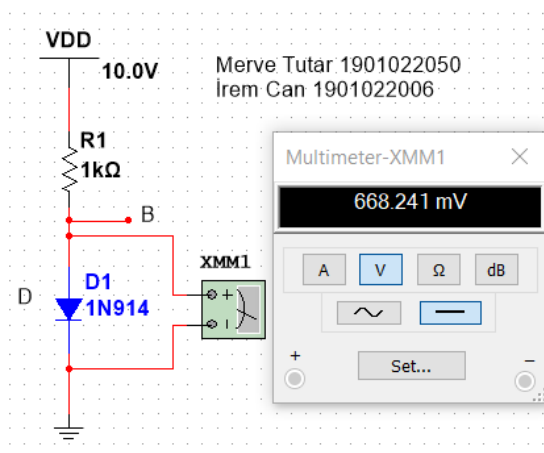 VDD
10.0V
Merve Tutar 1901022050
İrem Can 1901022006
R1
1kΩ
B
XMM1
D
D1
1N914
+
Multimeter-XMM1
668.241 mV
A V Ω dB
+ Set... −